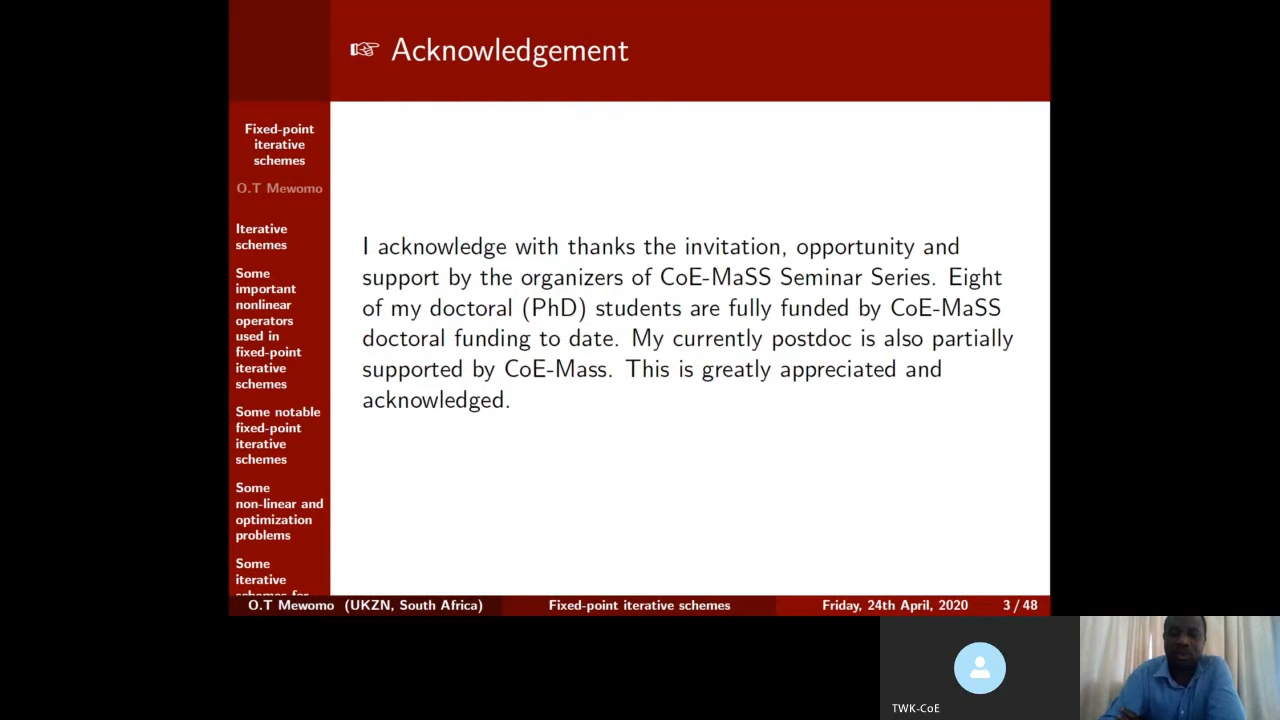 ☞ Acknowledgement
Fixed-point
iterative
schemes
O.T Mewomo
Iterative
schemes
Some
important
nonlinear
operators
used in
fixed-point
iterative
schemes
Some notable
fixed-point
iterative
schemes
Some
non-linear and
optimization
problems
Some
iterative
schemes for
I acknowledge with thanks the invitation, opportunity and
support by the organizers of CoE-MaSS Seminar Series. Eight
of my doctoral (PhD) students are fully funded by CoE-MaSS
doctoral funding to date. My currently postdoc is also partially
supported by CoE-Mass. This is greatly appreciated and
acknowledged.
O.T Mewomo (UKZN, South Africa) Fixed-point iterative schemes Friday, 24th April, 2020 3 / 48
TWK-CoE